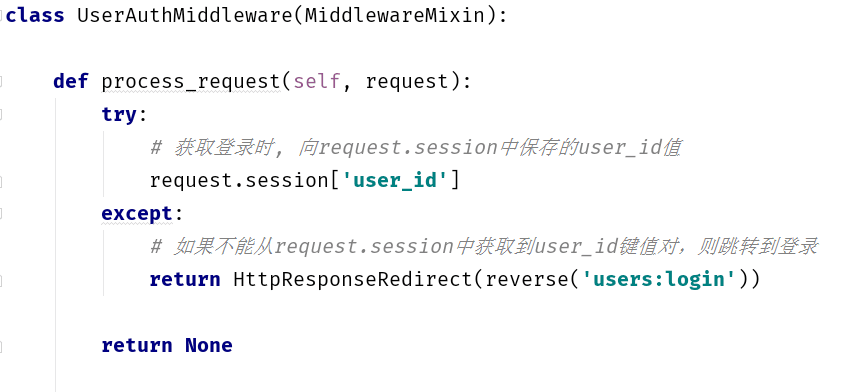 class UserAuthMiddleware(MiddlewareMixin):
    def process_request(self, request):
        try:
            # 获取登录时, 向request.session中保存的user_id值
            request.session['user_id']
        except:
            # 如果不能从request.session中获取到user_id键值对，则跳转到登录
            return HttpResponseRedirect(reverse('users:login'))
        return None